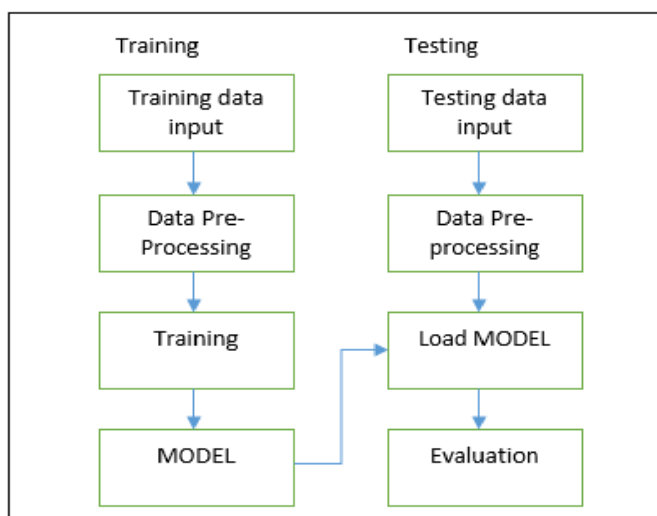 Training
Training data
input
Data Pre-
Processing
Training
MODEL
Testing
Testing data
input
Data Pre-
processing
Load MODEL
Evaluation